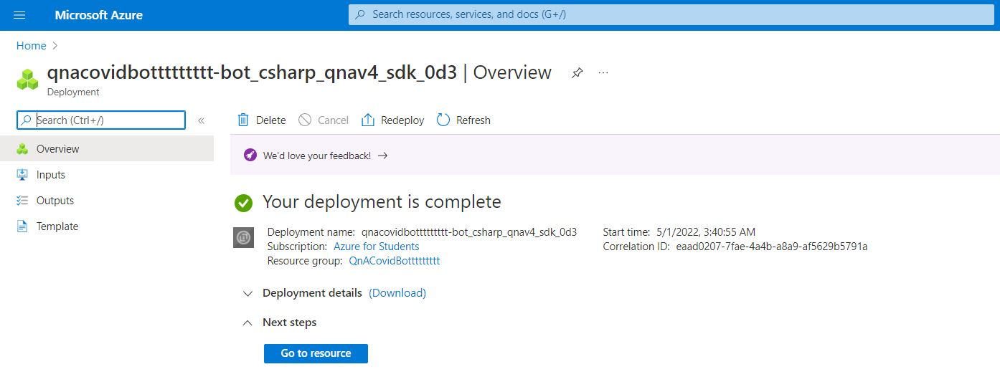 Microsoft Azure
Search resources, services, and docs (G+/)
Home
qnacovidbotttttttttt-bot_csharp_qnav4_sdk_0d3 | Overview
Deployment
Search (Ctrl+/)
Delete
Cancel
Redeploy
Refresh
Overview
We'd love your feedback!
Inputs
Outputs
Template
Your deployment is complete
Deployment name: qnacovidbotttttttttt-bot_csharp_qnav4_sdk_0d3
Start time: 5/1/2022, 3:40:55 AM
Subscription: Azure for Students
Correlation ID: eaad0207-7fae-4a4b-a8a9-af5629b5791a
Resource group: QnACovidBotttttttttt
Deployment details (Download)
Next steps
Go to resource